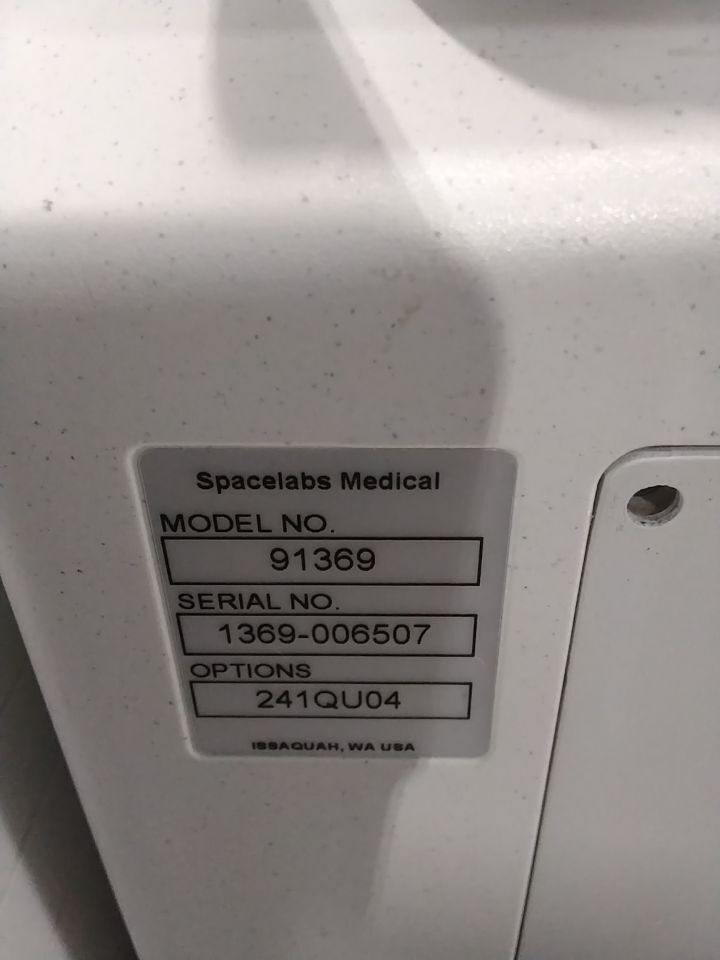 Spacelabs Medical
MODEL NO.
91369
SERIAL NO.
1369-006507
OPTIONS
241QU04
ISSAQUAH, WA USA